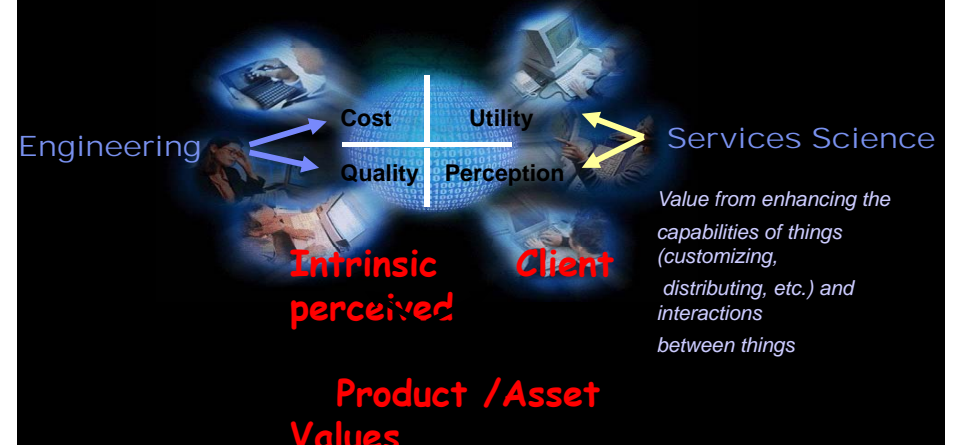 Cost Utility
Engineering Services Science
Quality Perception
Value from enhancing the
capabilities of things
(customizing,
distributing, etc.) and
interactions
between things
Intrinsic Client
perceived
Product /Asset
Values